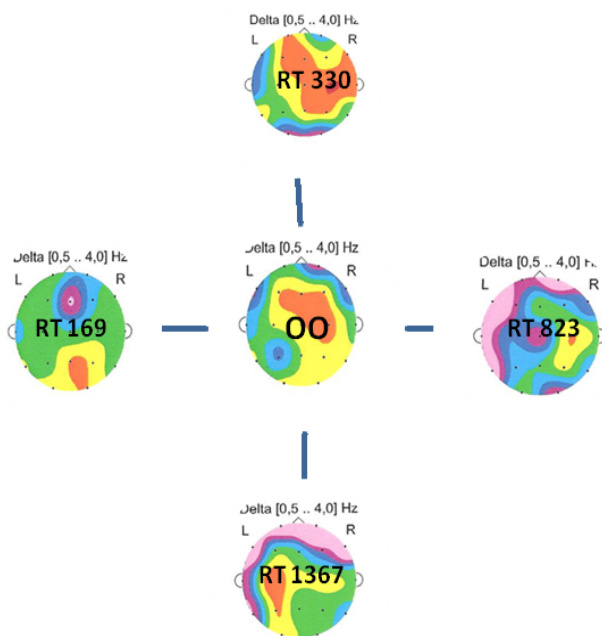 Delta [0,5 .. 4,0] Hz
L R
RT 330
Delta [0,5 .. 4,0] Hz
L R
RT 169
Delta [0,5 .. 4,0] Hz
L R
OO
Delta [0,5 .. 4,0] Hz
L R
RT 823
Delta [0,5 .. 4,0] Hz
L R
RT 1367